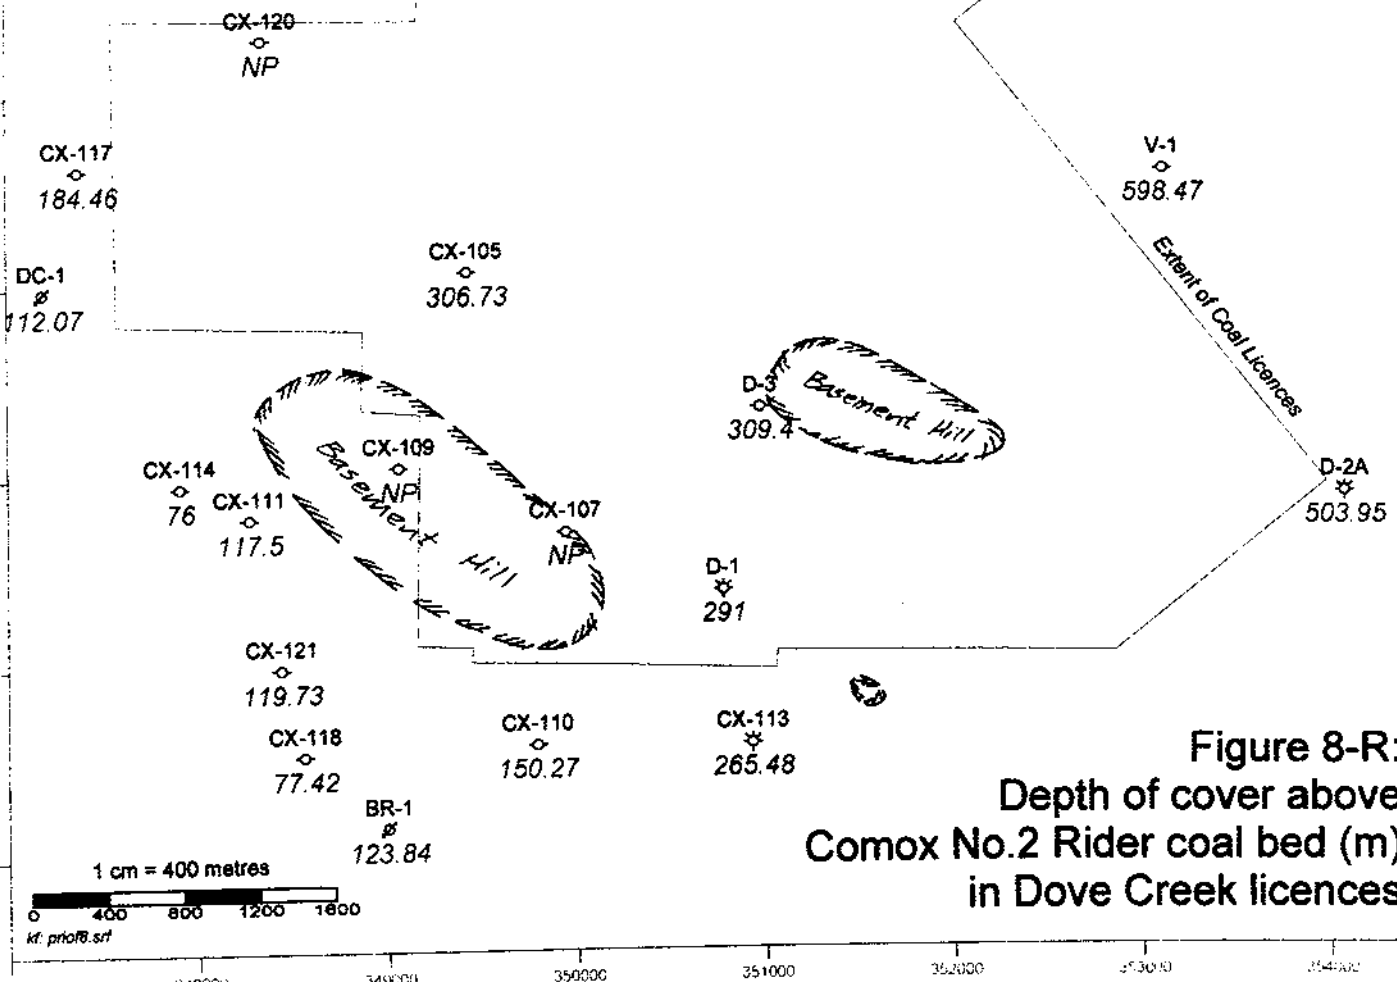 CX-120
NP
CX-117
184.46
V-1
598.47
CX-105
306.73
DC-1
112.07
Extent of Coal Licences
D-3
309.4
Basement Hill
CX-109
NP
Basement Hill
CX-114
76
CX-111
117.5
CX-107
NP
D-2A
503.95
D-1
291
CX-121
119.73
CX-118
77.42
CX-110
150.27
CX-113
265.48
BR-1
123.84
Figure 8-R:
Depth of cover above
Comox No.2 Rider coal bed (m)
in Dove Creek licences
1 cm = 400 metres
0 400 800 1200 1600
kf: priof8.srf
349000 350000 351000 352000 353000 354000